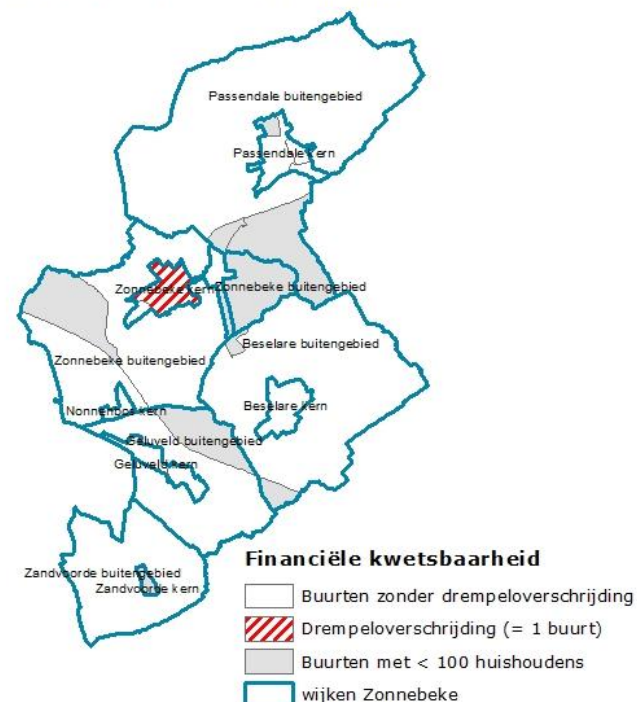 Passendale buitengebied
Passendale kern
Zonnebeke kern
Zonnebeke buitengebied
Beselare buitengebied
Zonnebeke buitengebied
Beselare kern
Nonnenbos kern
Geluveld buitengebied
Geluveld kern
Zandvoorde buitengebied
Zandvoorde kern
Financiële kwetsbaarheid
Buurten zonder drempeloverschrijding
Drempeloverschrijding (= 1 buurt)
Buurten met < 100 huishoudens
wijken Zonnebeke